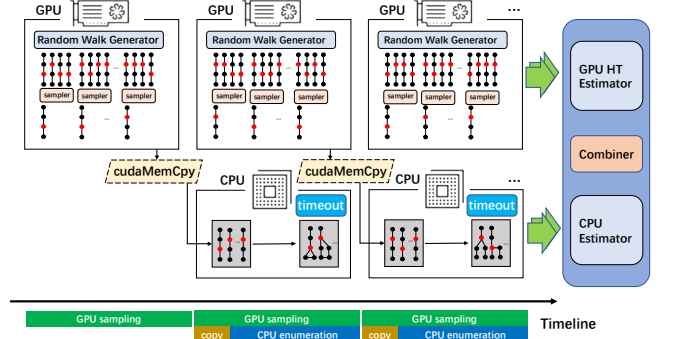 GPU
GPU
GPU
...
Random Walk Generator
Random Walk Generator
Random Walk Generator
...
...
...
sampler
sampler
sampler
sampler
sampler
sampler
sampler
sampler
sampler
...
...
...
cudaMemCpy
cudaMemCpy
CPU
CPU
...
timeout
timeout
...
...
...
...
GPU HT
Estimator
Combiner
CPU
Estimator
GPU sampling
GPU sampling
GPU sampling
copy
CPU enumeration
copy
CPU enumeration
Timeline